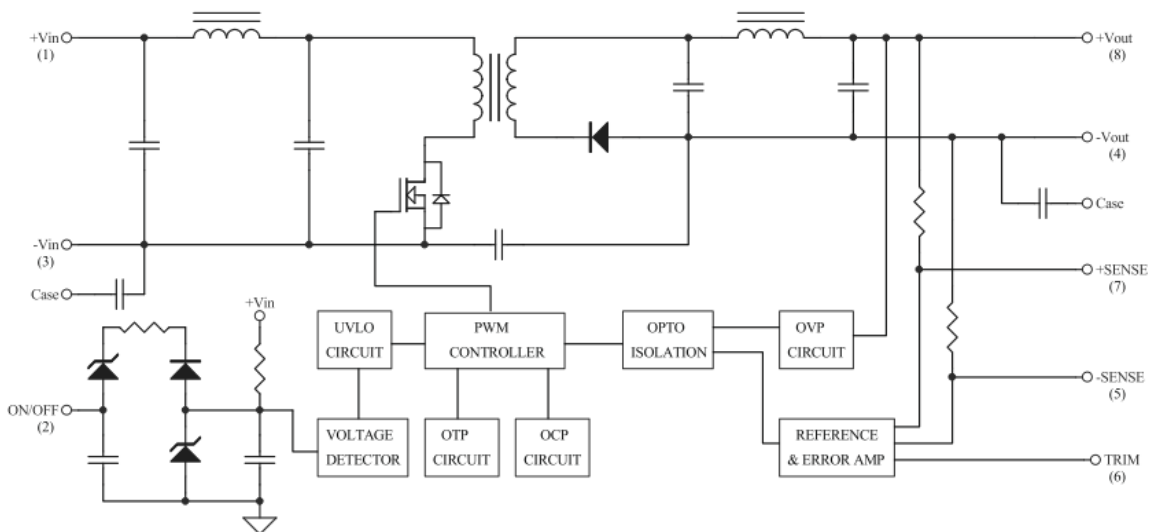 +Vin
(1)
+Vout
(8)
-Vout
(4)
Case
-Vin
(3)
Case
+SENSE
(7)
+Vin
UVLO
CIRCUIT
PWM
CONTROLLER
OPTO
ISOLATION
OVP
CIRCUIT
-SENSE
(5)
ON/OFF
(2)
VOLTAGE
DETECTOR
OTP
CIRCUIT
OCP
CIRCUIT
REFERENCE
& ERROR AMP
TRIM
(6)